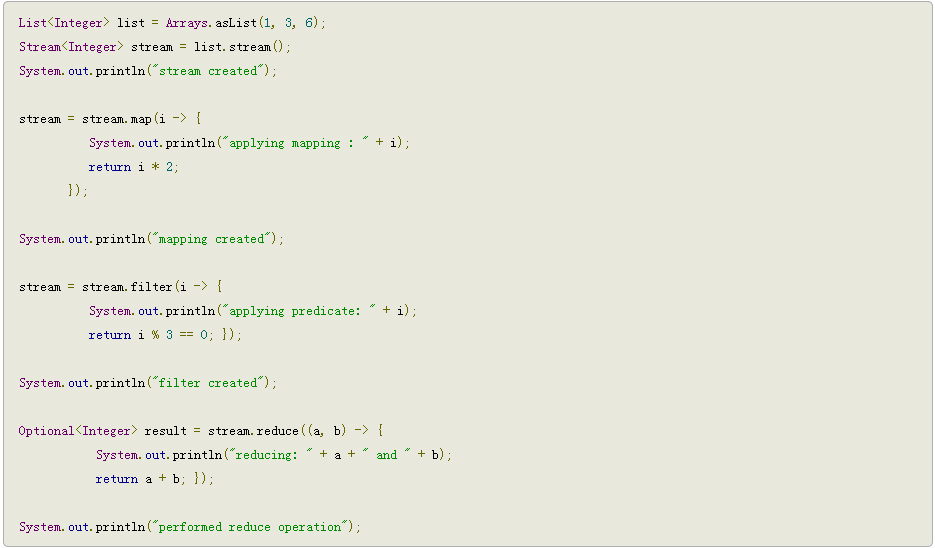 List<Integer> list = Arrays.asList(1, 3, 6);
Stream<Integer> stream = list.stream();
System.out.println("stream created");
stream = stream.map(i -> {
System.out.println("applying mapping : " + i);
return i * 2;
});
System.out.println("mapping created");
stream = stream.filter(i -> {
System.out.println("applying predicate: " + i);
return i % 3 == 0; });
System.out.println("filter created");
Optional<Integer> result = stream.reduce((a, b) -> {
System.out.println("reducing: " + a + " and " + b);
return a + b; });
System.out.println("performed reduce operation");